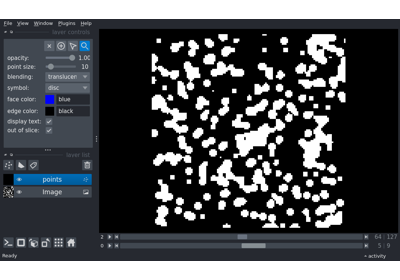 File View Window Plugins Help
layer controls
opacity: 1.00
point size: 10
blending: translucen
symbol: disc
face color: blue
edge color: black
display text:
out of slice:
layer list
points
Image
2 64 127
0 5 9
Ready activity